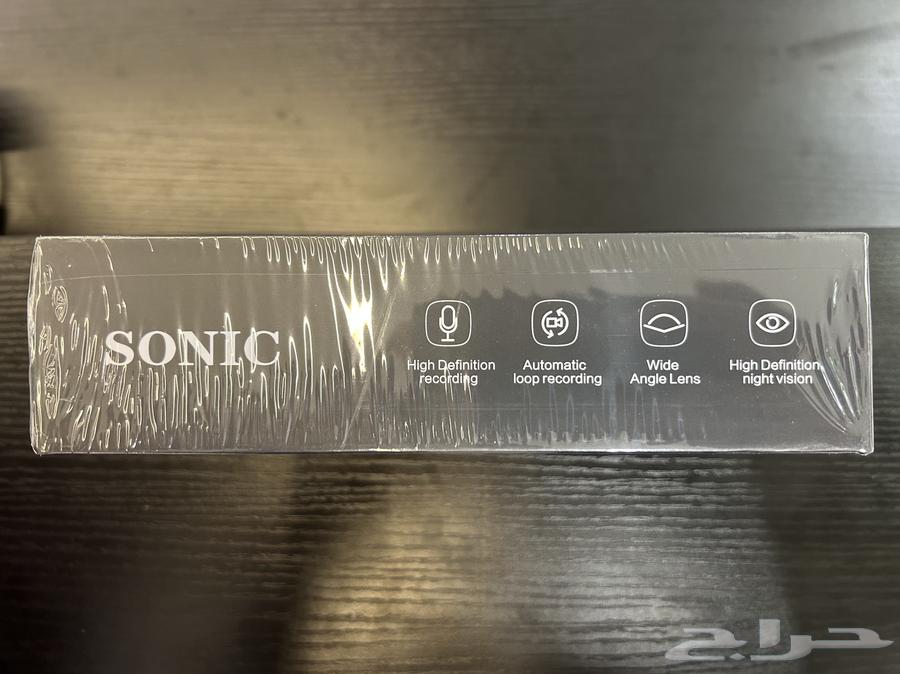 SONIC
High Definition
recording
Automatic
loop recording
Wide
Angle Lens
High Definition
night vision
حراج